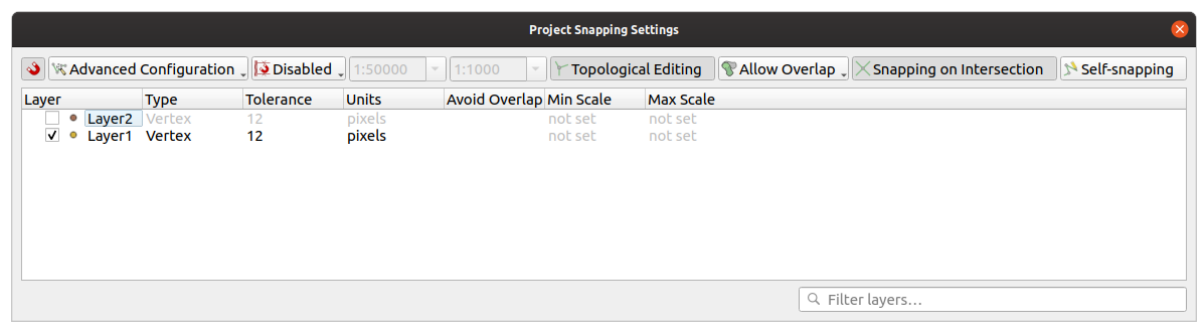 Project Snapping Settings
Advanced Configuration Disabled 1:50000 1:1000 Topological Editing Allow Overlap Snapping on Intersection Self-snapping
Layer Type Tolerance Units Avoid Overlap Min Scale Max Scale
Layer2 Vertex 12 pixels not set not set
Layer1 Vertex 12 pixels not set not set
Filter layers...